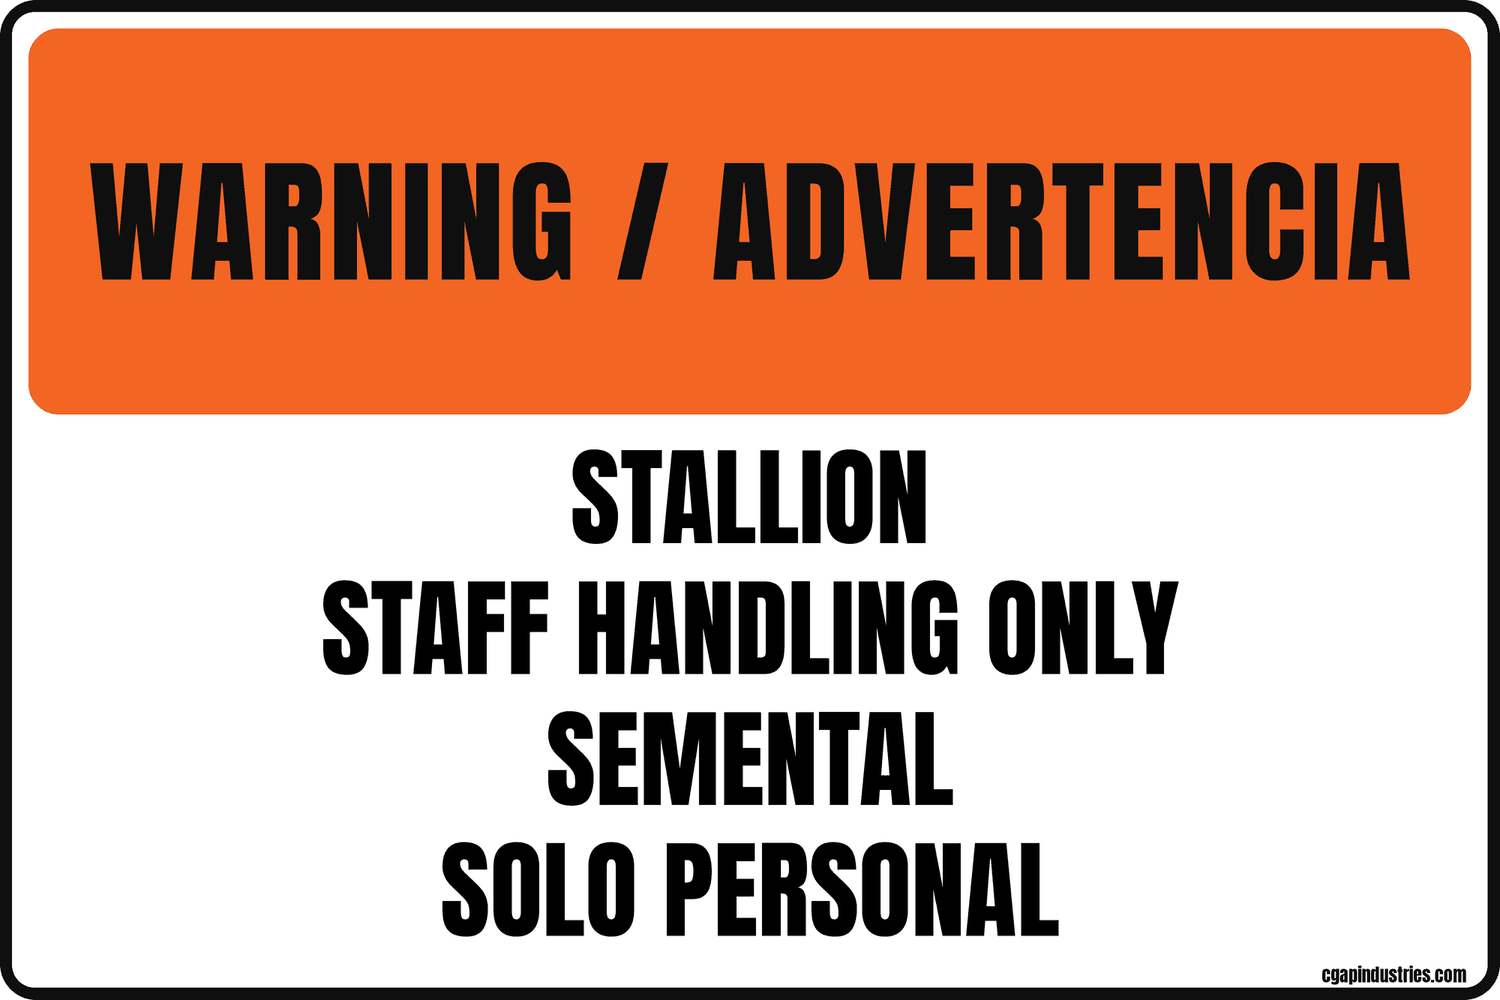 WARNING / ADVERTENCIA
STALLION
STAFF HANDLING ONLY
SEMENTAL
SOLO PERSONAL
cgapindustries.com